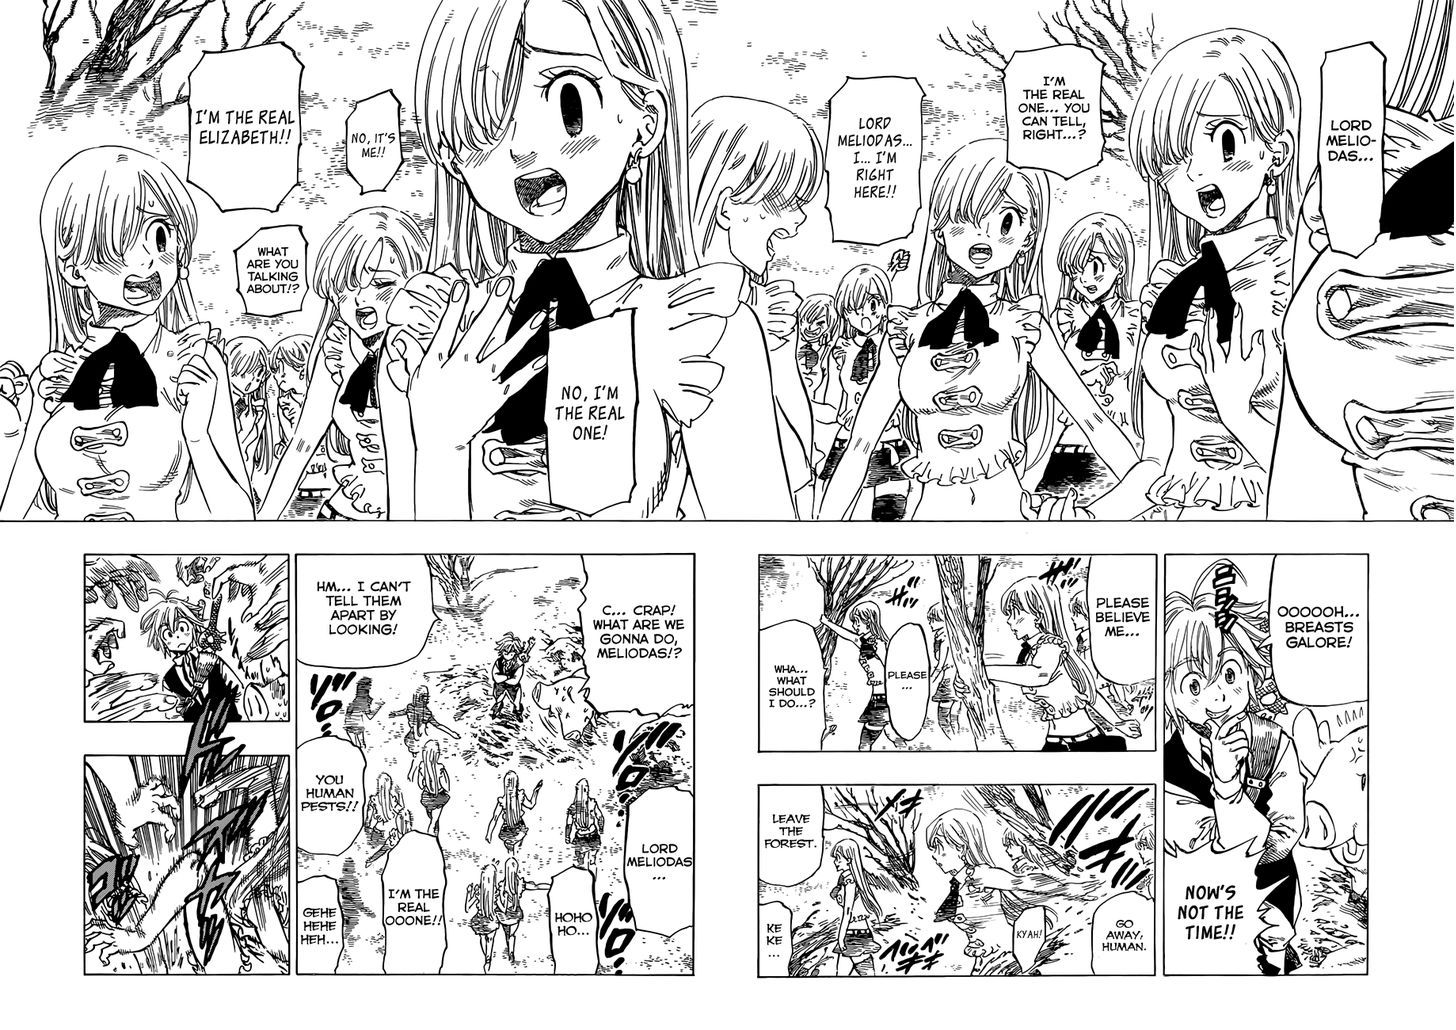 LORD
MELIO-
DAS...
I'M
THE REAL
ONE... YOU
CAN TELL,
RIGHT...?
LORD
MELIODAS...
I... I'M
RIGHT
HERE!!
NO, I'M
THE REAL
ONE!
NO, IT'S
ME!!
I'M THE REAL
ELIZABETH!!
WHAT
ARE YOU
TALKING
ABOUT!?
OOOOOH...
BREASTS
GALORE!
NOW'S
NOT THE
TIME!!
PLEASE
BELIEVE
ME...
PLEASE
...
WHA...
WHAT
SHOULD
I DO...?
GO
AWAY,
HUMAN.
KYAH!
LEAVE
THE
FOREST.
KE
KE
...
C... CRAP!
WHAT ARE WE
GONNA DO,
MELIODAS!?
HM... I CAN'T
TELL THEM
APART BY
LOOKING!
LORD
MELIODAS
...
HOHO
HO...
YOU
HUMAN
PESTS!!
I'M THE
REAL
OOONE!!
GEHE
HEHE
HEH...